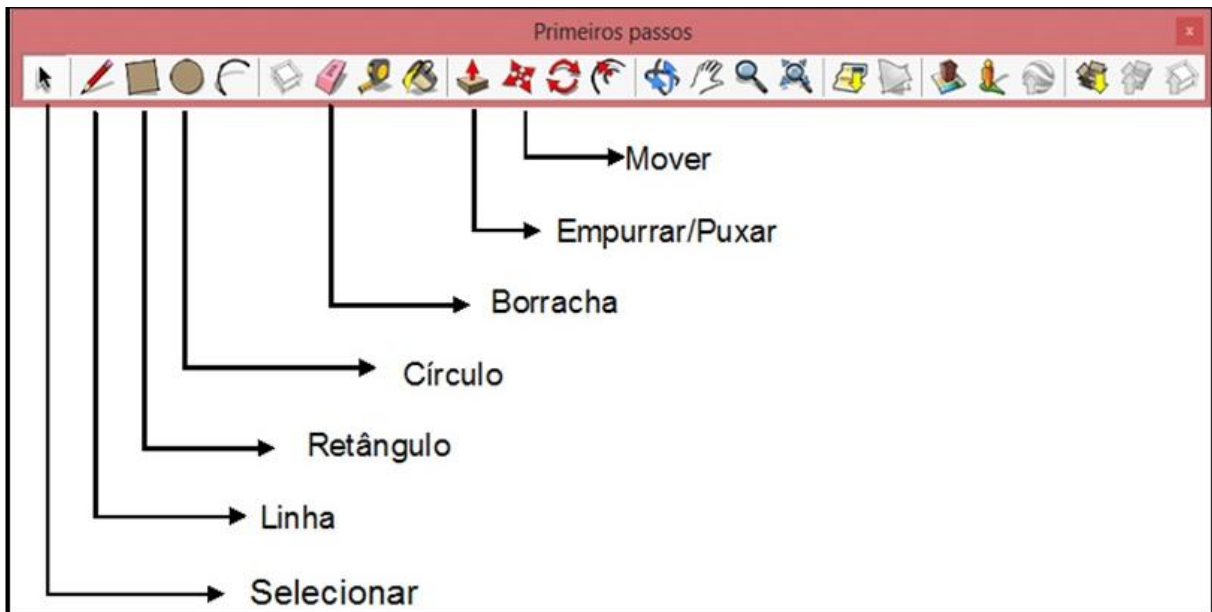 Primeiros passos
Mover
Empurrar/Puxar
Borracha
Círculo
Retângulo
Linha
Selecionar